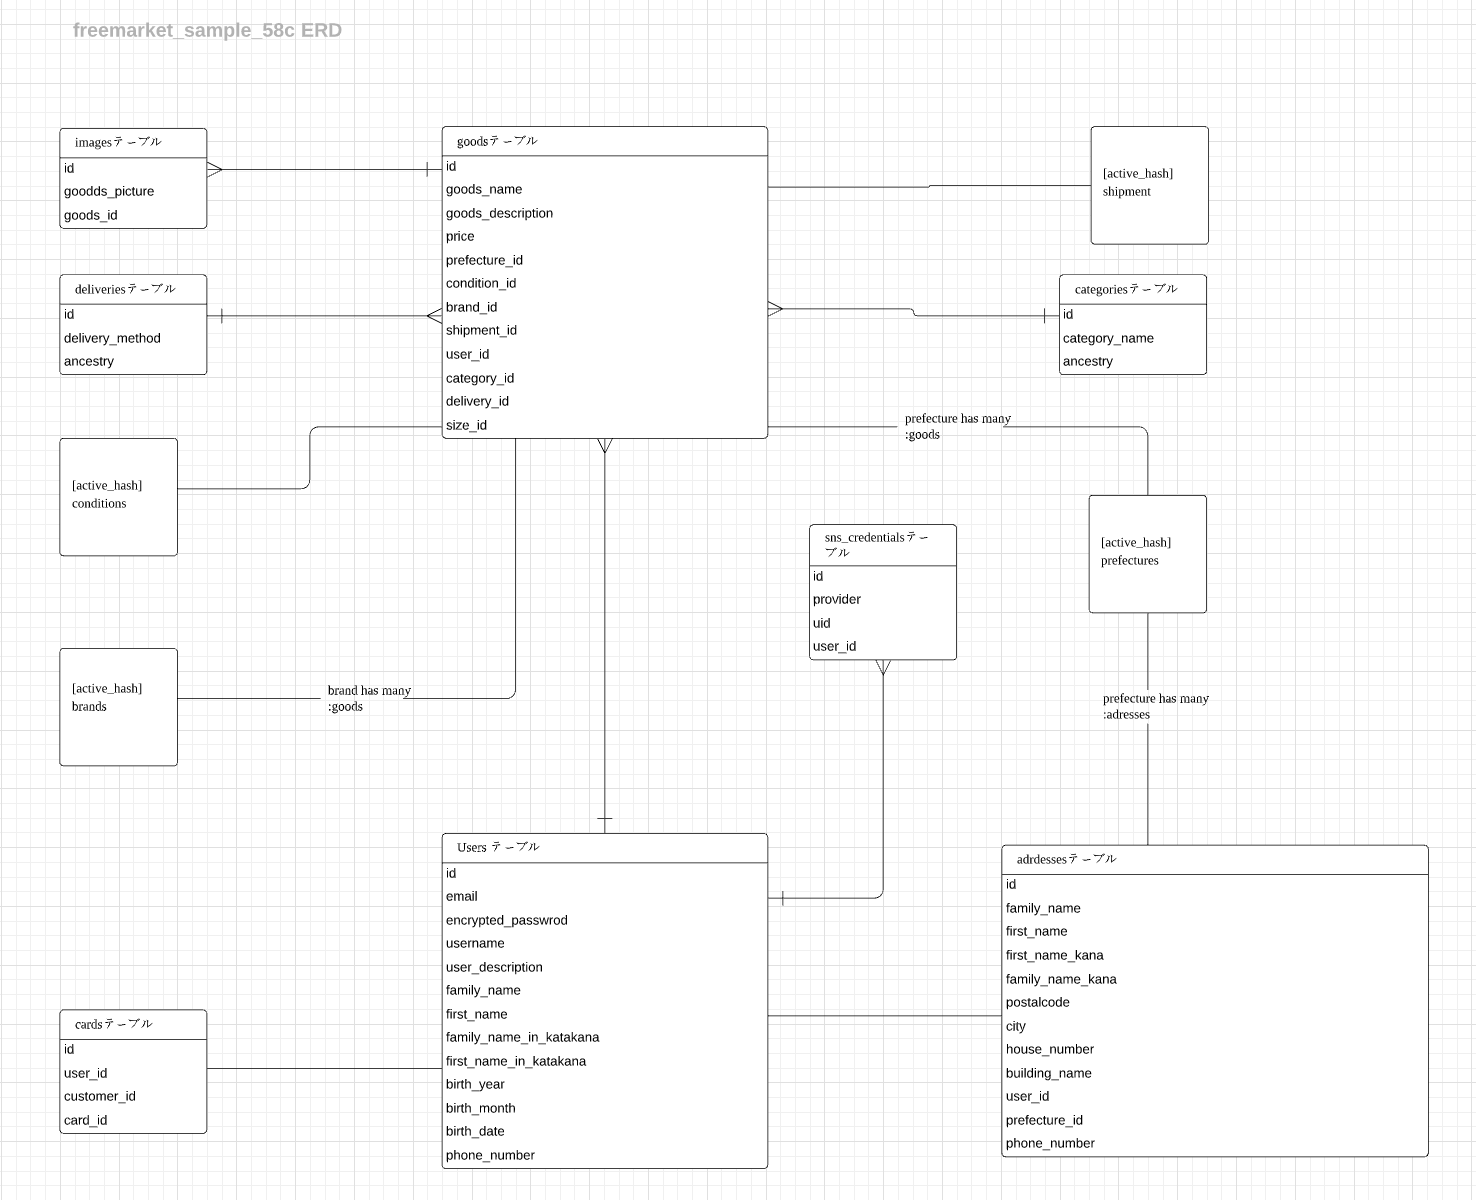 freemarket_sample_58c ERD
imagesテーブル
id
goodds_picture
goods_id
goodsテーブル
id
goods_name
goods_description
price
prefecture_id
condition_id
brand_id
shipment_id
user_id
category_id
delivery_id
size_id
[active_hash]
shipment
deliveriesテーブル
id
delivery_method
ancestry
categoriesテーブル
id
category_name
ancestry
prefecture has many
:goods
[active_hash]
conditions
sns_credentialsテー
ブル
id
provider
uid
user_id
[active_hash]
prefectures
[active_hash]
brands
brand has many
:goods
prefecture has many
:adresses
Users テーブル
id
email
encrypted_passwrod
username
user_description
family_name
first_name
family_name_in_katakana
first_name_in_katakana
birth_year
birth_month
birth_date
phone_number
adrdessesテーブル
id
family_name
first_name
first_name_kana
family_name_kana
postalcode
city
house_number
building_name
user_id
prefecture_id
phone_number
cardsテーブル
id
user_id
customer_id
card_id